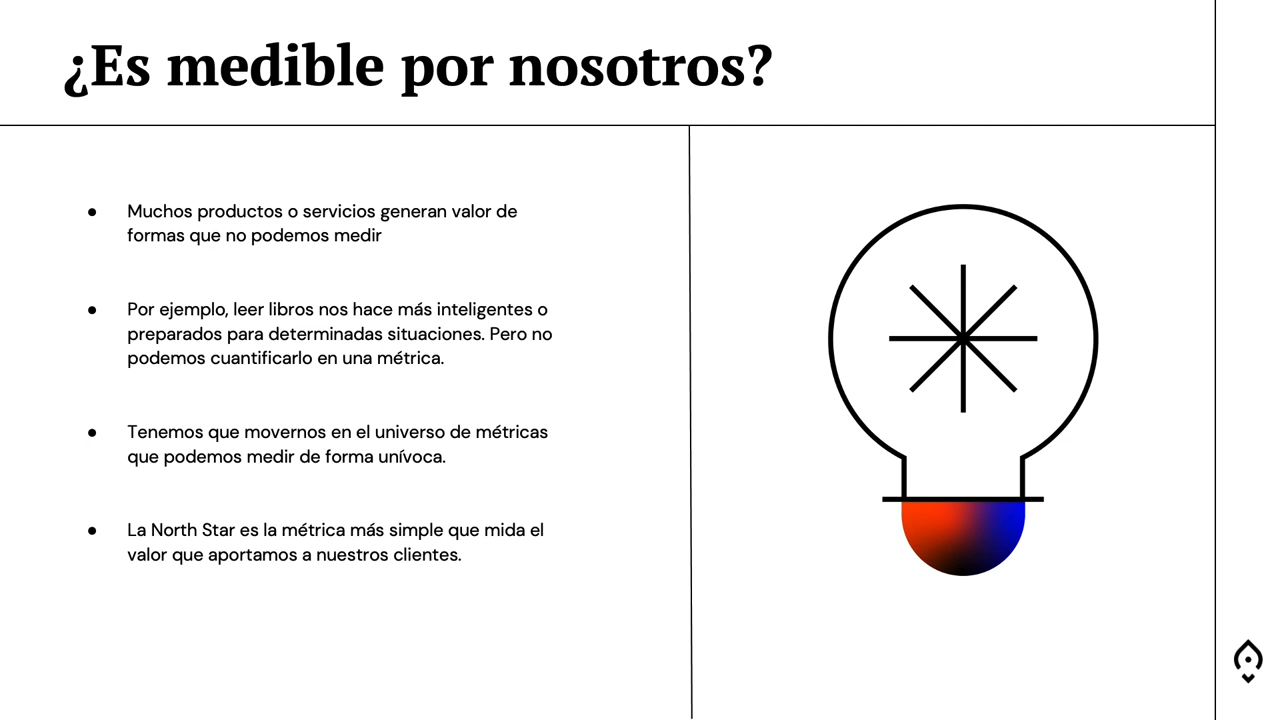 ¿Es medible por nosotros?
● Muchos productos o servicios generan valor de
formas que no podemos medir
● Por ejemplo, leer libros nos hace más inteligentes o
preparados para determinadas situaciones. Pero no
podemos cuantificarlo en una métrica.
● Tenemos que movernos en el universo de métricas
que podemos medir de forma unívoca.
● La North Star es la métrica más simple que mida el
valor que aportamos a nuestros clientes.